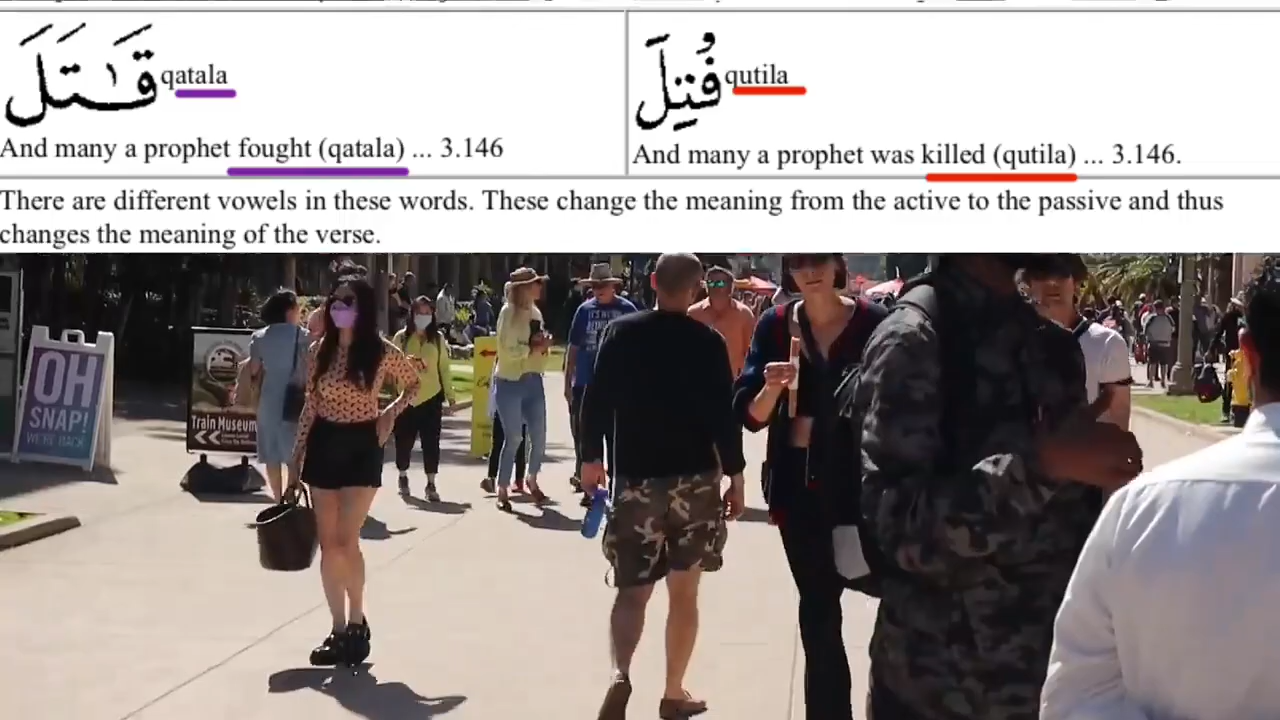 قَـٰتَلَ qatala
And many a prophet fought (qatala) ... 3.146
قُتِلَ qutila
And many a prophet was killed (qutila) ... 3.146.
There are different vowels in these words. These change the meaning from the active to the passive and thus
changes the meaning of the verse.
OH
SNAP!
WE'RE BACK
Train Museum